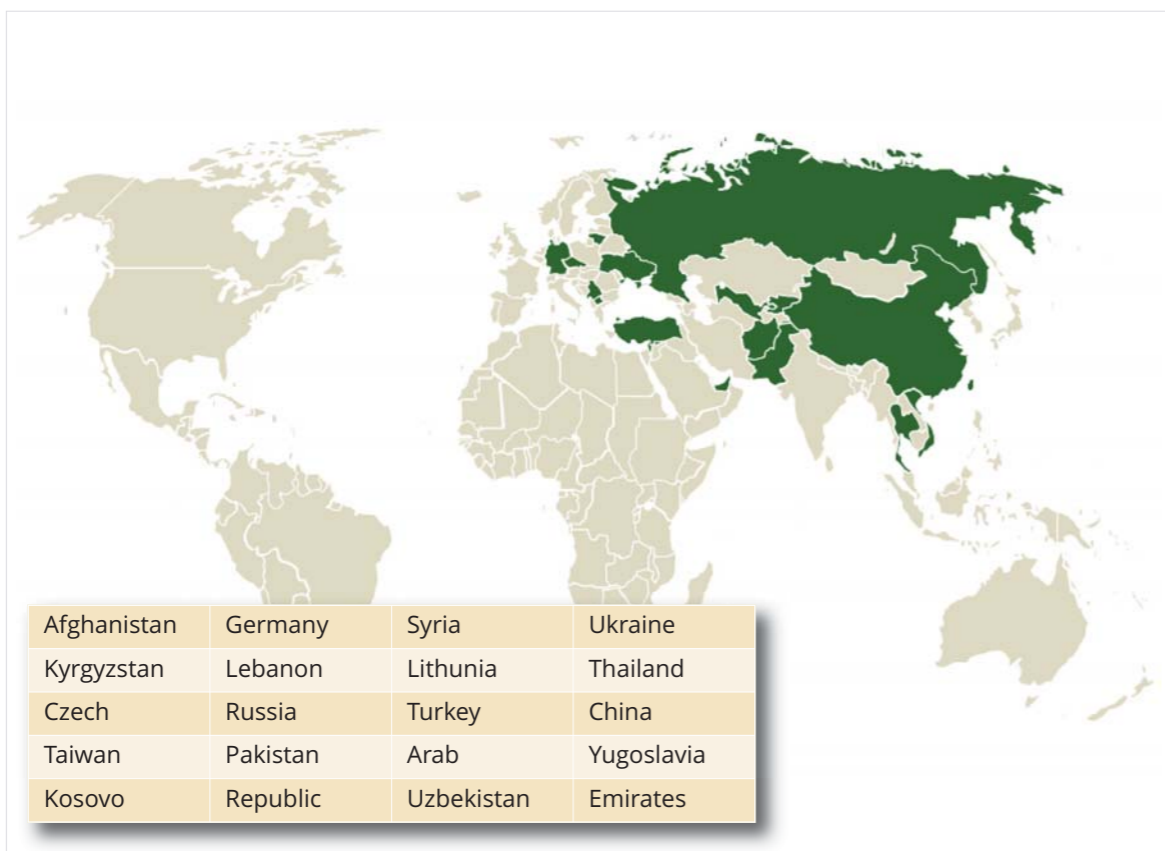 Afghanistan Germany Syria Ukraine
Kyrgyzstan Lebanon Lithunia Thailand
Czech Russia Turkey China
Taiwan Pakistan Arab Yugoslavia
Kosovo Republic Uzbekistan Emirates